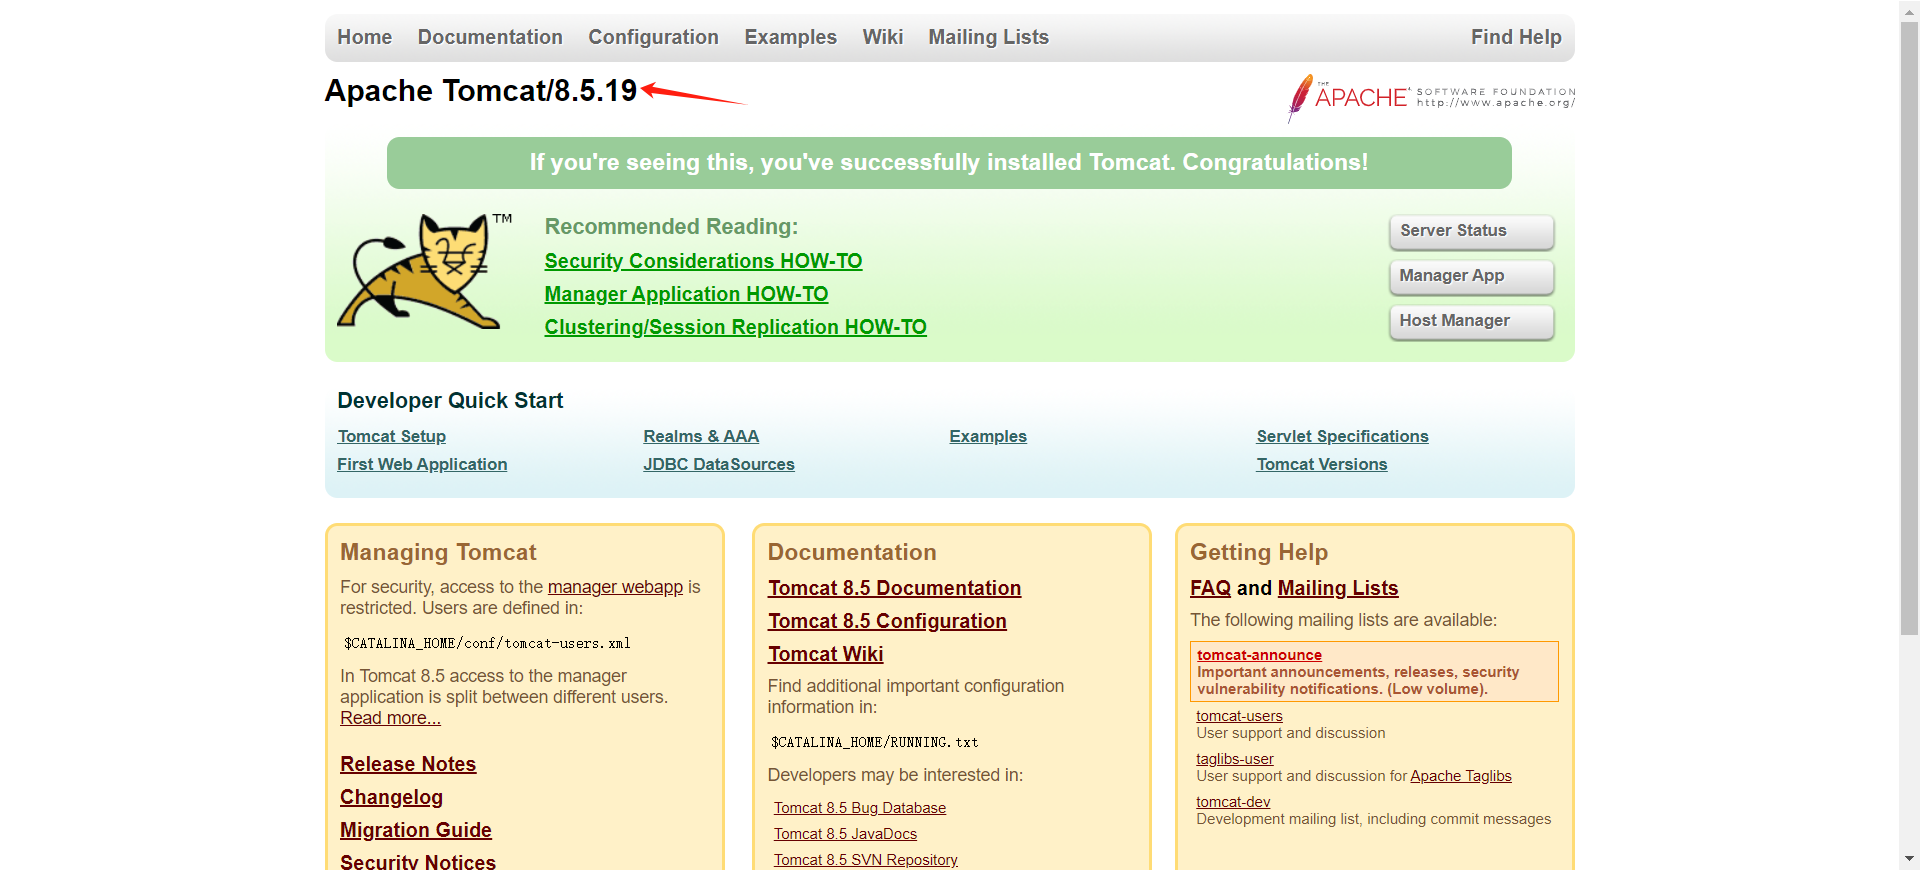 Home Documentation Configuration Examples Wiki Mailing Lists Find Help
Apache Tomcat/8.5.19
THE
APACHE SOFTWARE FOUNDATION
http://www.apache.org/
If you're seeing this, you've successfully installed Tomcat. Congratulations!
TM
Recommended Reading:
Security Considerations HOW-TO
Manager Application HOW-TO
Clustering/Session Replication HOW-TO
Server Status
Manager App
Host Manager
Developer Quick Start
Tomcat Setup
First Web Application
Realms & AAA
JDBC DataSources
Examples
Servlet Specifications
Tomcat Versions
Managing Tomcat
For security, access to the manager webapp is
restricted. Users are defined in:
$CATALINA_HOME/conf/tomcat-users.xml
In Tomcat 8.5 access to the manager
application is split between different users.
Read more...
Release Notes
Changelog
Migration Guide
Security Notices
Documentation
Tomcat 8.5 Documentation
Tomcat 8.5 Configuration
Tomcat Wiki
Find additional important configuration
information in:
$CATALINA_HOME/RUNNING.txt
Developers may be interested in:
Tomcat 8.5 Bug Database
Tomcat 8.5 JavaDocs
Tomcat 8.5 SVN Repository
Getting Help
FAQ and Mailing Lists
The following mailing lists are available:
tomcat-announce
Important announcements, releases, security
vulnerability notifications. (Low volume).
tomcat-users
User support and discussion
taglibs-user
User support and discussion for Apache Taglibs
tomcat-dev
Development mailing list, including commit messages